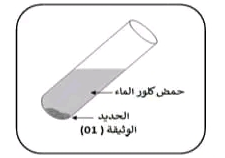 حمض كلور الماء
الحديد
الوثيقة (01)